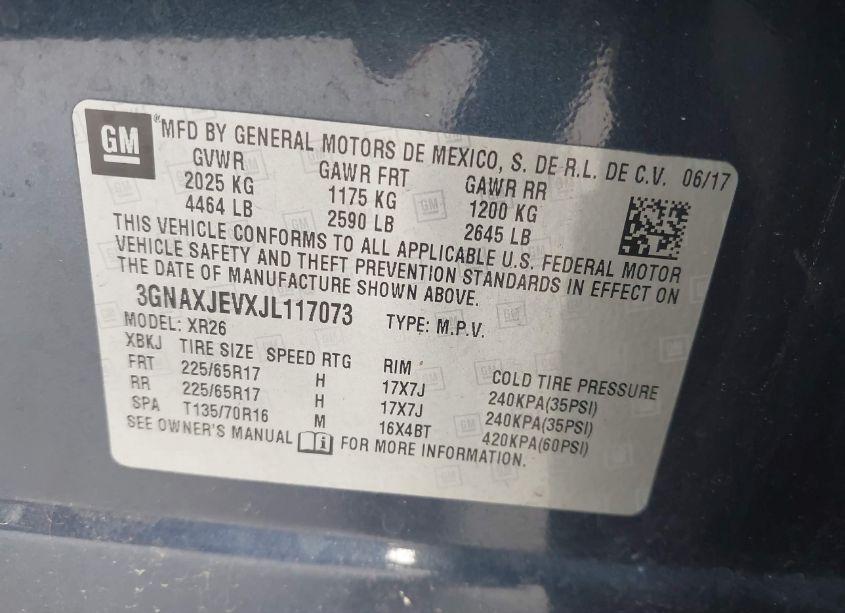 GM
®MFD BY GENERAL MOTORS DE MEXICO, S. DE R.L. DE C.V. 06/17
GVWR GAWR FRT GAWR RR
2025 KG 1175 KG 1200 KG
4464 LB 2590 LB 2645 LB
THIS VEHICLE CONFORMS TO ALL APPLICABLE U.S. FEDERAL MOTOR
VEHICLE SAFETY AND THEFT PREVENTION STANDARDS IN EFFECT ON
THE DATE OF MANUFACTURE SHOWN ABOVE.
3GNAXJEVXJL117073 TYPE: M.P.V.
MODEL: XR26
XBKJ TIRE SIZE SPEED RTG RIM COLD TIRE PRESSURE
FRT 225/65R17 H 17X7J 240KPA(35PSI)
RR 225/65R17 H 17X7J 240KPA(35PSI)
SPA T135/70R16 M 16X4BT 420KPA(60PSI)
SEE OWNER'S MANUAL i FOR MORE INFORMATION.